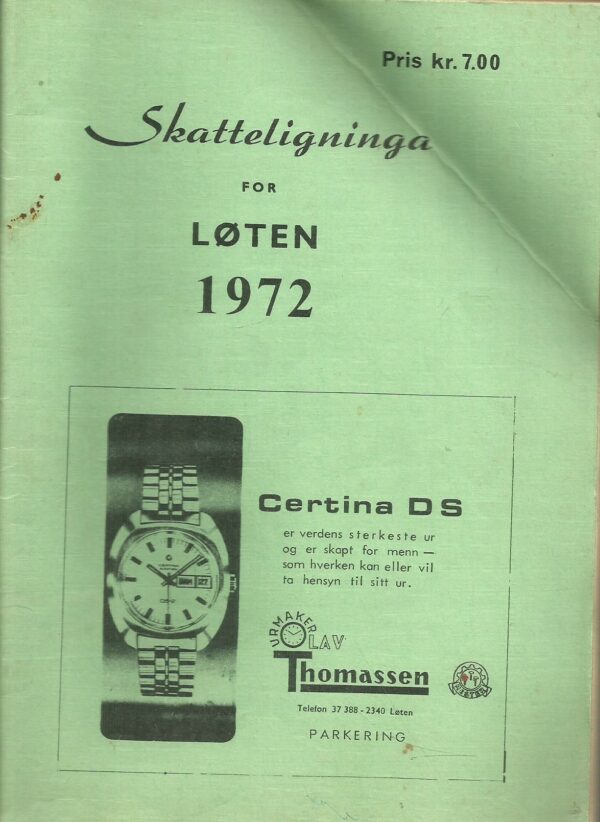 Pris kr. 7.00
Skatteligninga
FOR
LØTEN
1972
Certina DS
er verdens sterkeste ur
og er skapt for menn —
som hverken kan eller vil
ta hensyn til sitt ur.
CERTINA
27
URMAKER
OLAV
Thomassen
Telefon 37 388 - 2340 Løten
PARKERING